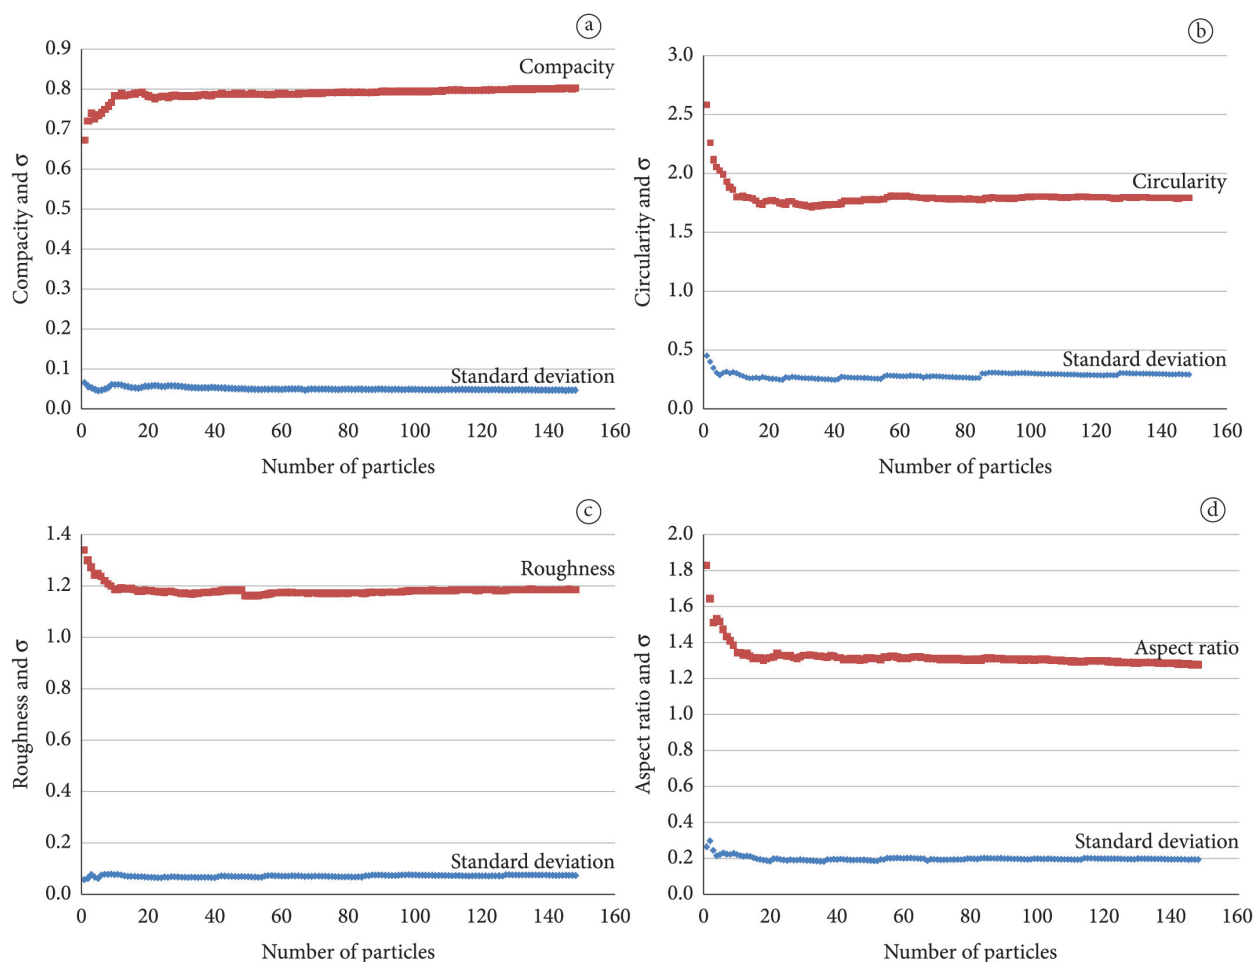 a
0.9
0.8
0.7
0.6
0.5
0.4
0.3
0.2
0.1
0.0
Compacity and σ
Compacity
Standard deviation
0 20 40 60 80 100 120 140 160
Number of particles
b
3.0
2.5
2.0
1.5
1.0
0.5
0.0
Circularity and σ
Circularity
Standard deviation
0 20 40 60 80 100 120 140 160
Number of particles
c
1.4
1.2
1.0
0.8
0.6
0.4
0.2
0.0
Roughness and σ
Roughness
Standard deviation
0 20 40 60 80 100 120 140 160
Number of particles
d
2.0
1.8
1.6
1.4
1.2
1.0
0.8
0.6
0.4
0.2
0.0
Aspect ratio and σ
Aspect ratio
Standard deviation
0 20 40 60 80 100 120 140 160
Number of particles